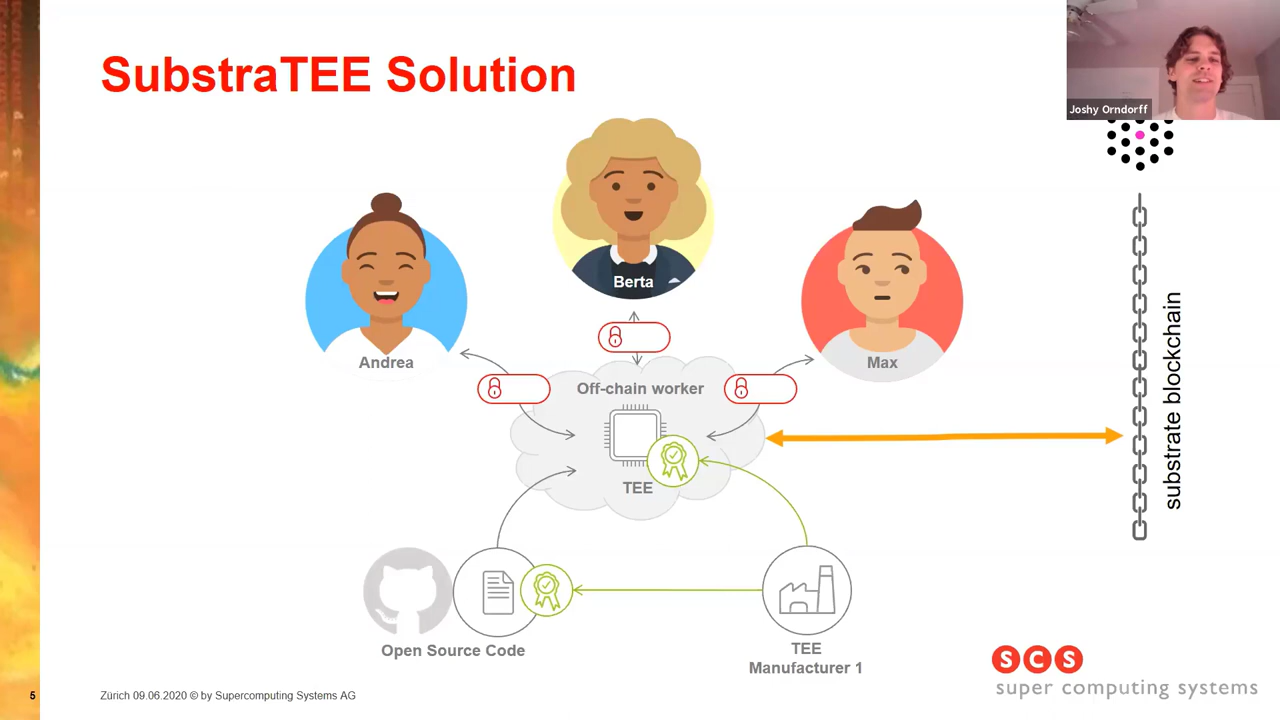 SubstraTEE Solution
Joshy Orndorff
Berta
Andrea
Max
Off-chain worker
TEE
substrate blockchain
Open Source Code
TEE
Manufacturer 1
SCS
super computing systems
5
Zürich 09.06.2020 © by Supercomputing Systems AG